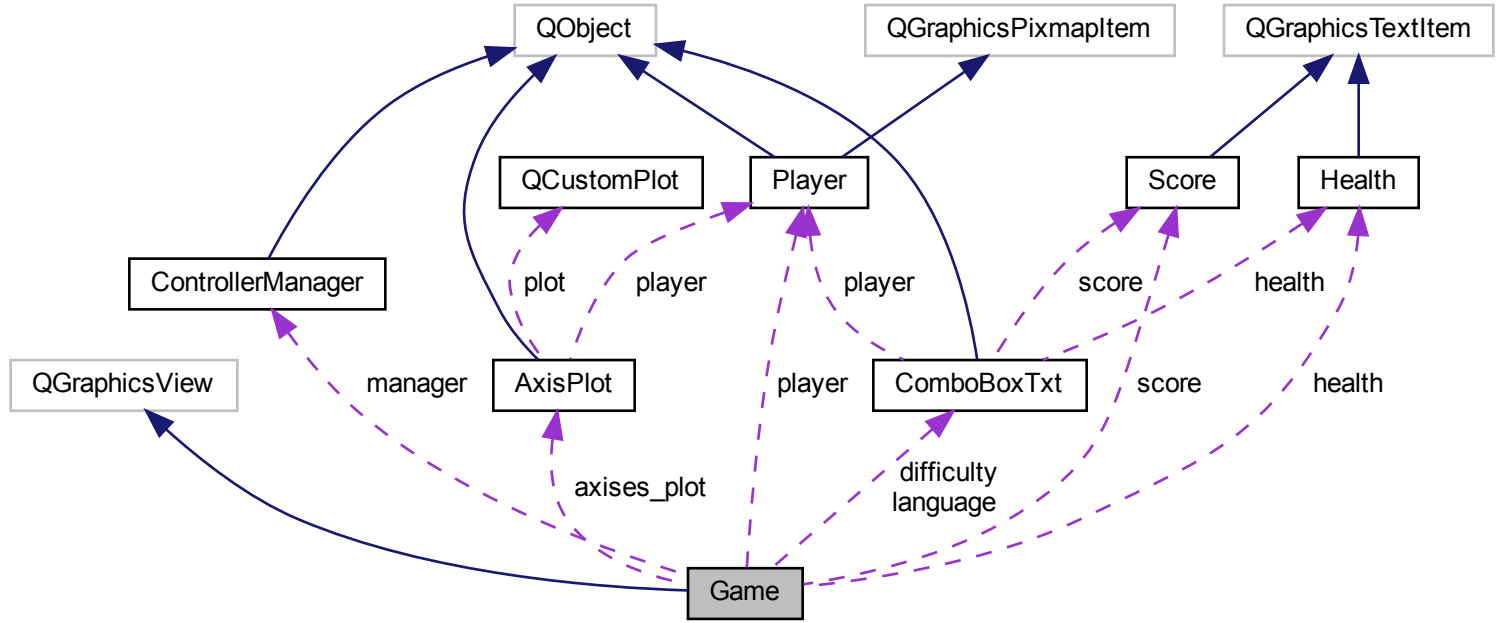 QObject
QGraphicsPixmapItem
QGraphicsTextItem
QCustomPlot
Player
Score
Health
ControllerManager
plot
player
player
score
health
QGraphicsView
manager
AxisPlot
player
ComboBoxTxt
score
health
axises_plot
difficulty
language
Game